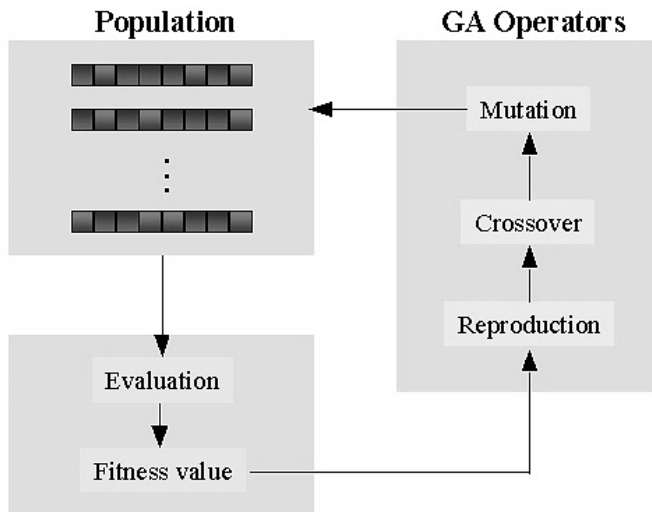 Population
GA Operators
Mutation
Crossover
Reproduction
Evaluation
Fitness value